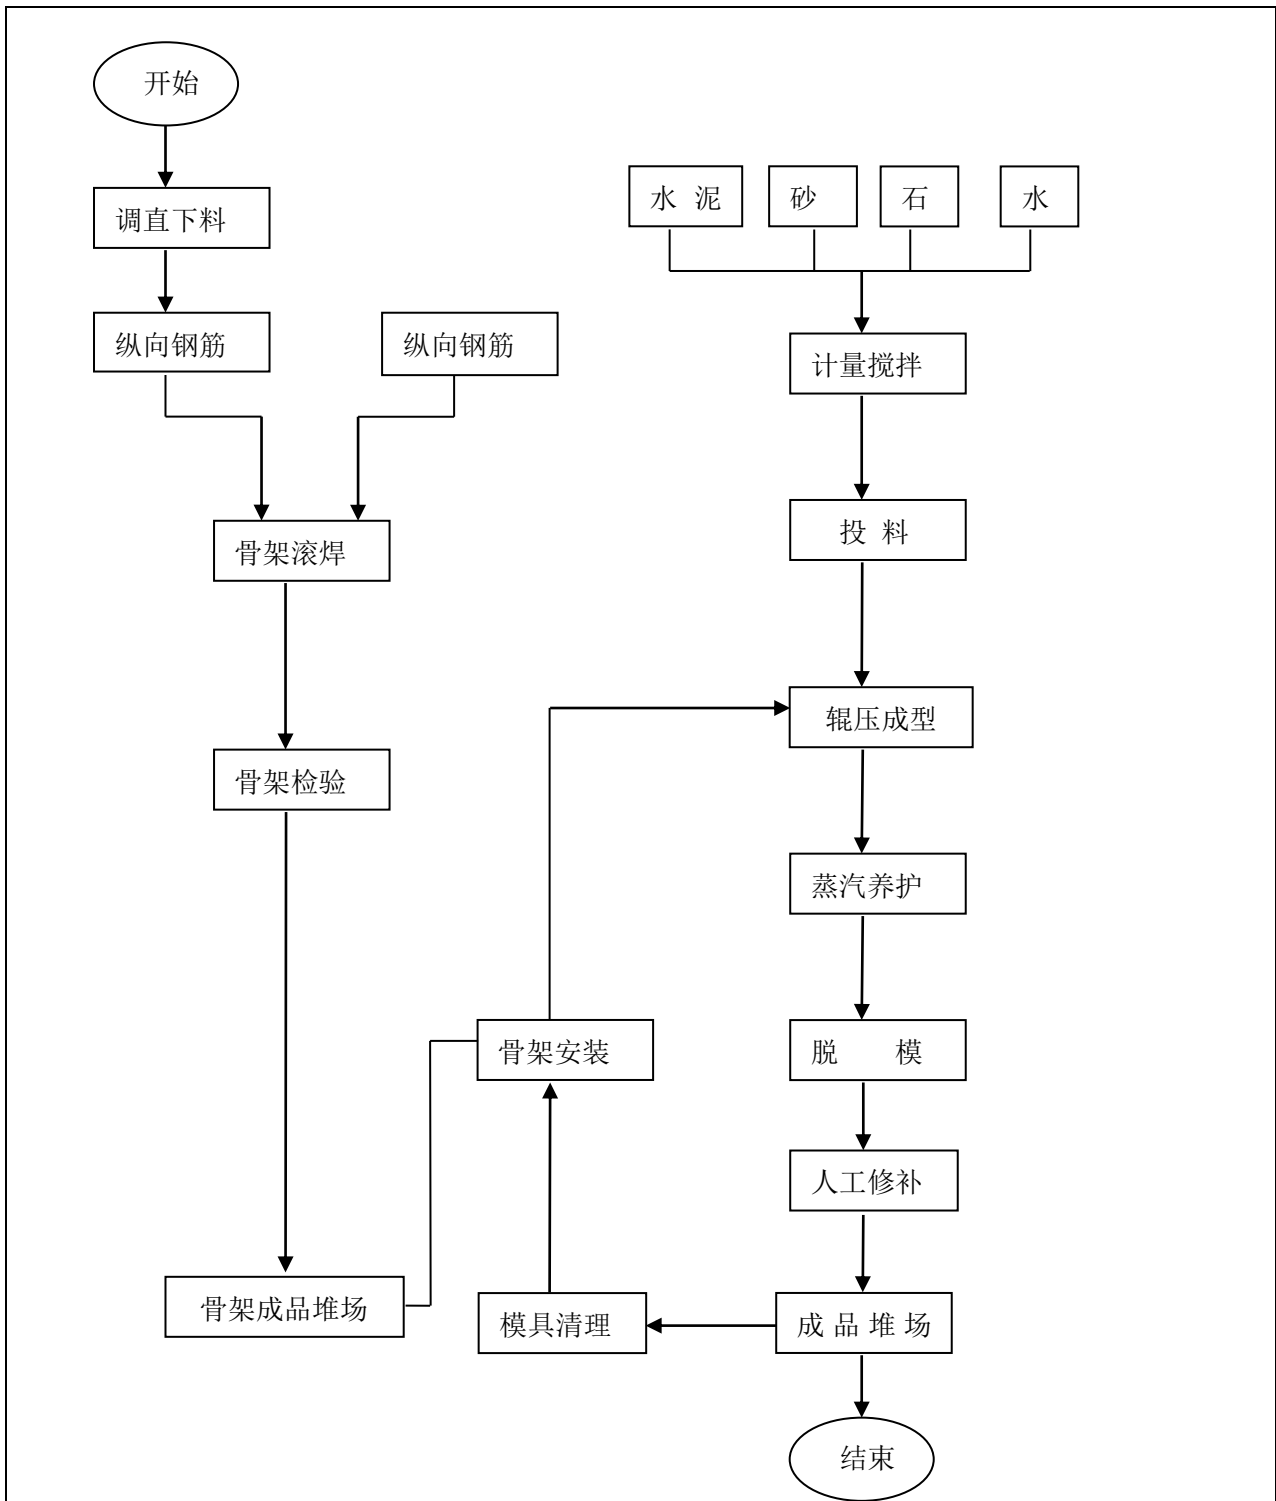 开始
水 泥
砂
石
水
调直下料
纵向钢筋
纵向钢筋
计量搅拌
投 料
骨架滚焊
辊压成型
骨架检验
蒸汽养护
骨架安装
脱 模
人工修补
骨架成品堆场
模具清理
成 品 堆 场
结束